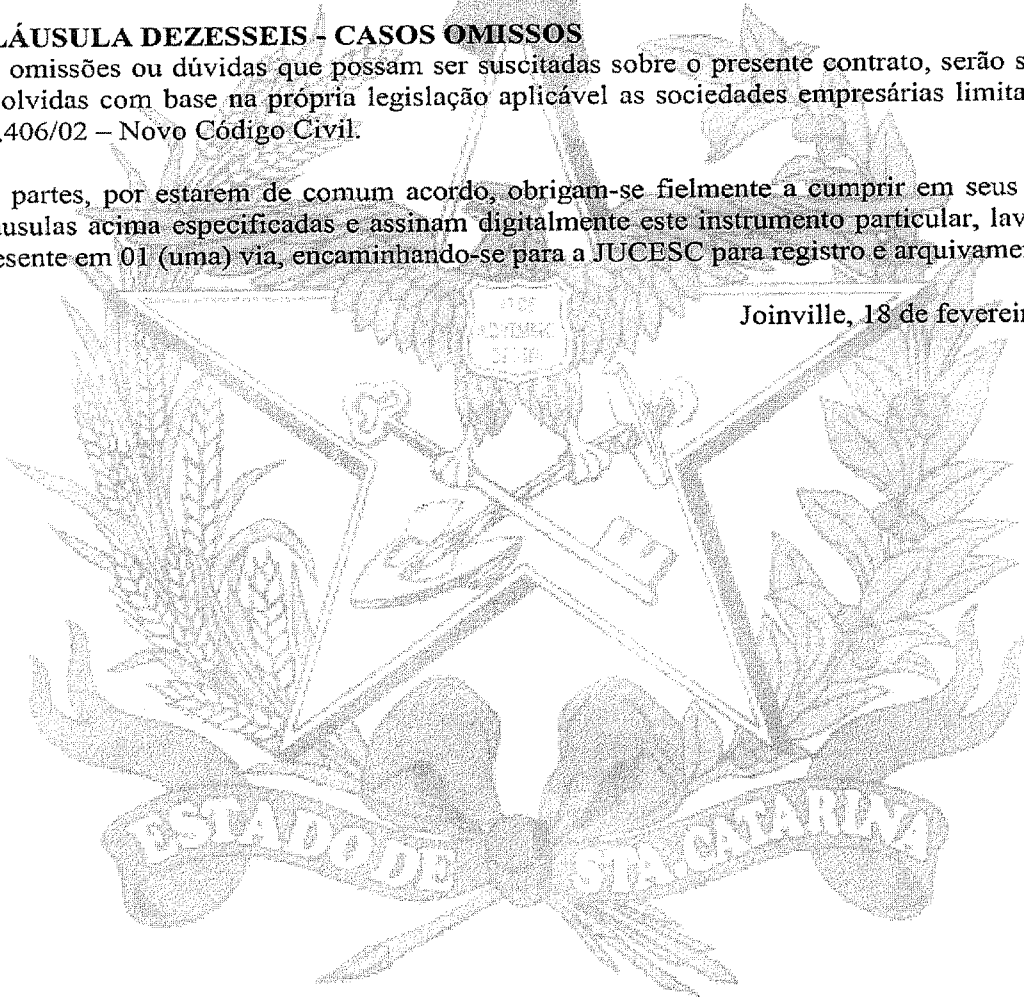 LÁUSULA DEZESSEIS - CASOS OMISSOS
omissões ou dúvidas que possam ser suscitadas sobre o presente contrato, serão s
olvidas com base na própria legislação aplicável as sociedades empresárias limita
.406/02 – Novo Código Civil.
partes, por estarem de comum acordo, obrigam-se fielmente a cumprir em seus
usulas acima especificadas e assinam digitalmente este instrumento particular, lav
esente em 01 (uma) via, encaminhando-se para a JUCESC para registro e arquivame
Joinville, 18 de fevereir
ESTADO DE STA. CATARINA